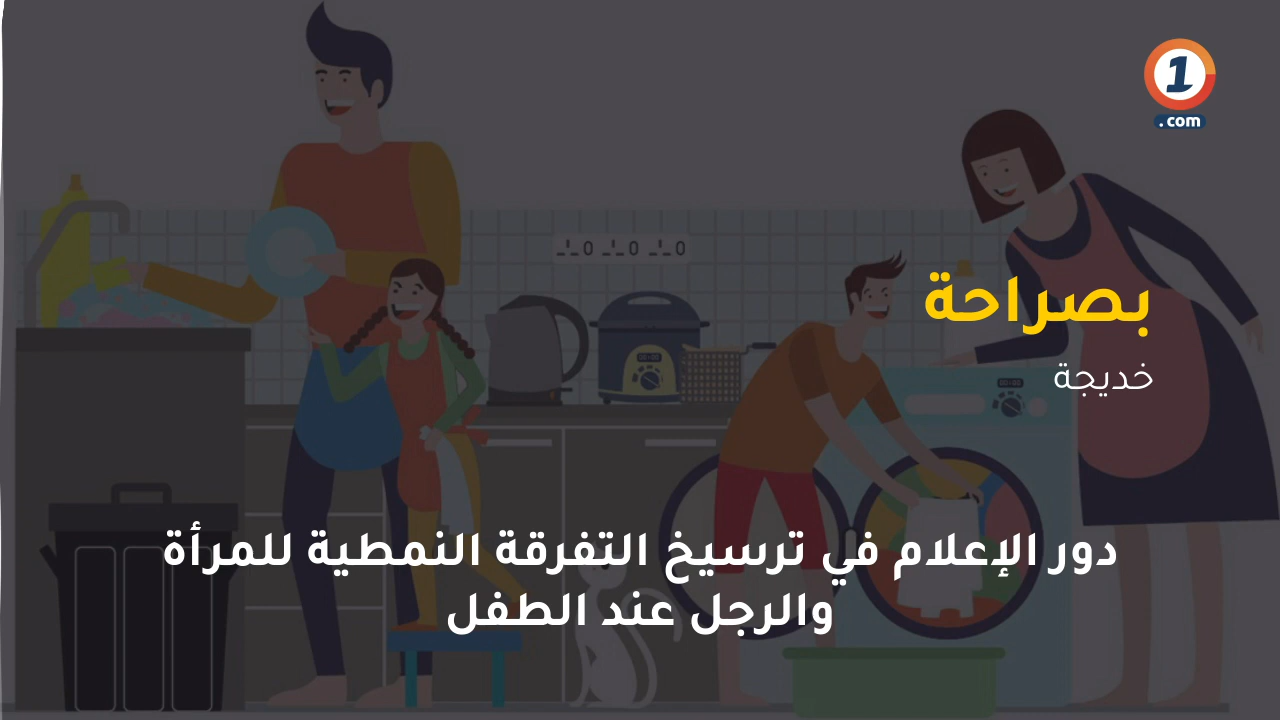 1
.com
بصراحة
خديجة
دور الإعلام في ترسيخ التفرقة النمطية للمرأة
والرجل عند الطفل